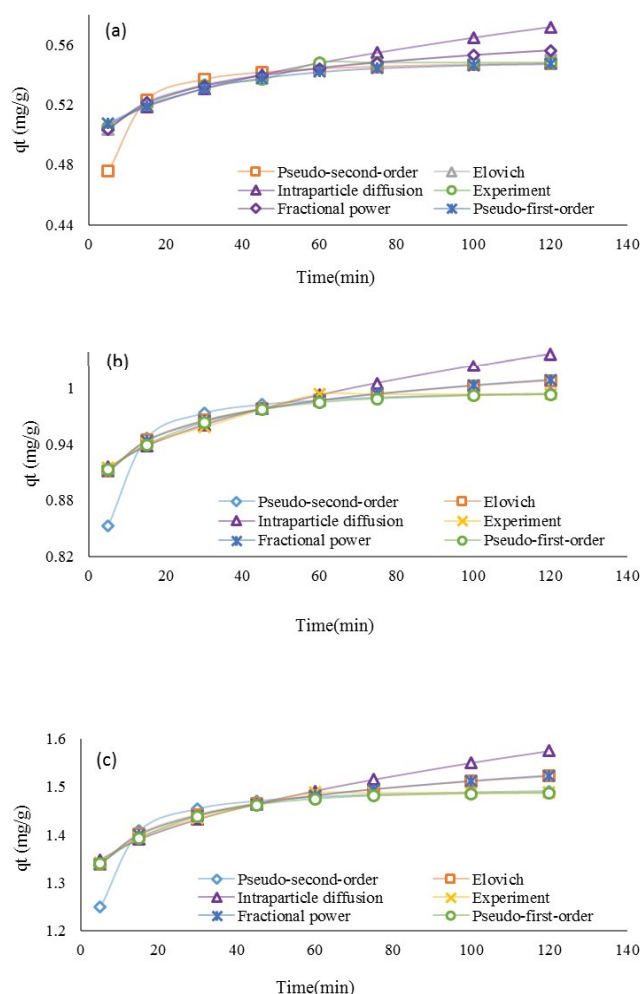 (a)
0.56
0.52
0.48
0.44
qt (mg/g)
Pseudo-second-order Elovich
Intraparticle diffusion Experiment
Fractional power Pseudo-first-order
0 20 40 60 80 100 120 140
Time(min)
(b)
1
0.94
0.88
0.82
qt (mg/g)
Pseudo-second-order Elovich
Intraparticle diffusion Experiment
Fractional power Pseudo-first-order
0 20 40 60 80 100 120 140
Time(min)
(c)
1.6
1.5
1.4
1.3
1.2
qt (mg/g)
Pseudo-second-order Elovich
Intraparticle diffusion Experiment
Fractional power Pseudo-first-order
0 20 40 60 80 100 120 140
Time(min)